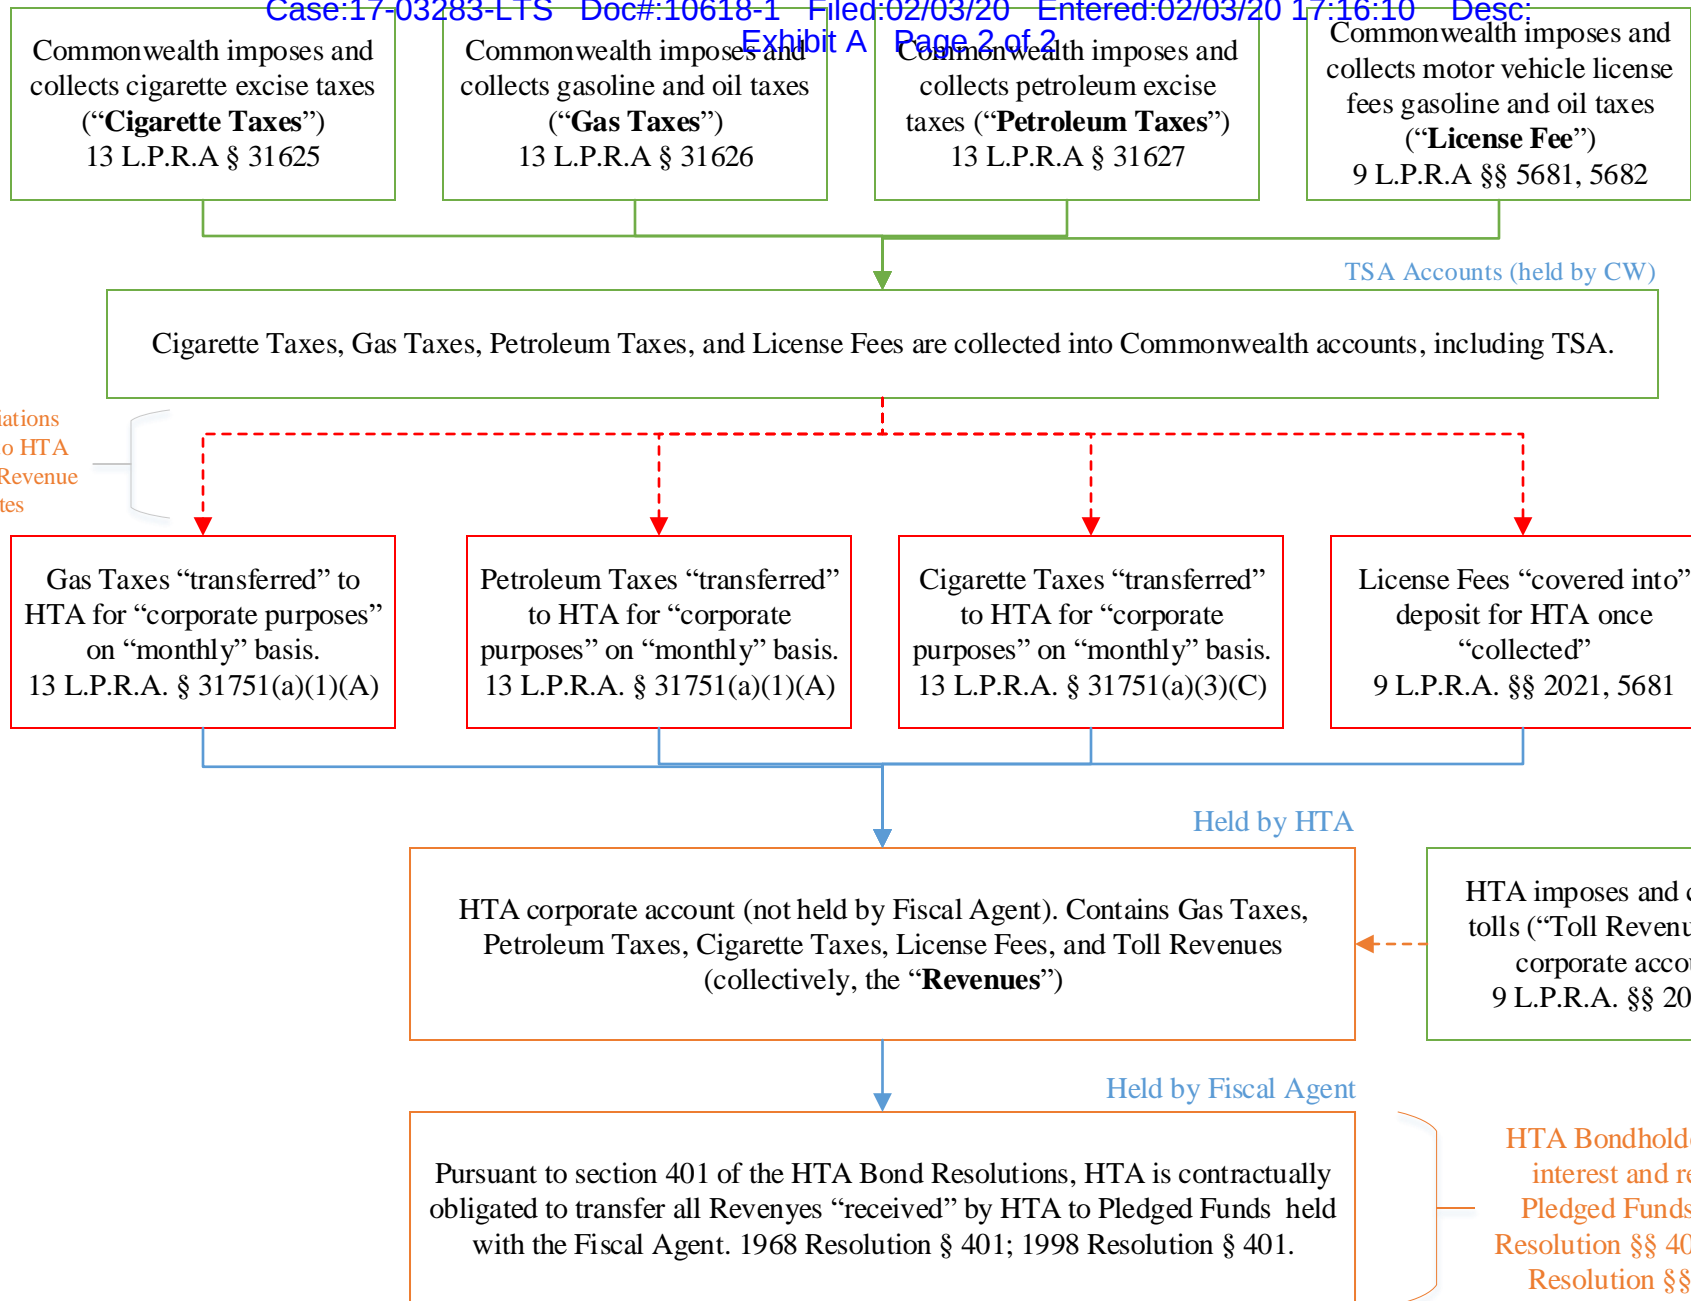 Case:17-03283-LTS Doc#:10618-1 Filed:02/03/20 Entered:02/03/20 17:16:10 Desc:
Exhibit A Page 2 of 2
Commonwealth imposes and
collects cigarette excise taxes
(“Cigarette Taxes”)
13 L.P.R.A § 31625
Commonwealth imposes and
collects gasoline and oil taxes
(“Gas Taxes”)
13 L.P.R.A § 31626
Commonwealth imposes and
collects petroleum excise
taxes (“Petroleum Taxes”)
13 L.P.R.A § 31627
Commonwealth imposes and
collects motor vehicle license
fees gasoline and oil taxes
(“License Fee”)
9 L.P.R.A §§ 5681, 5682
TSA Accounts (held by CW)
Cigarette Taxes, Gas Taxes, Petroleum Taxes, and License Fees are collected into Commonwealth accounts, including TSA.
HTA
Revenue
Gas Taxes “transferred” to
HTA for “corporate purposes”
on “monthly” basis.
13 L.P.R.A. § 31751(a)(1)(A)
Petroleum Taxes “transferred”
to HTA for “corporate
purposes” on “monthly” basis.
13 L.P.R.A. § 31751(a)(1)(A)
Cigarette Taxes “transferred”
to HTA for “corporate
purposes” on “monthly” basis.
13 L.P.R.A. § 31751(a)(3)(C)
License Fees “covered into”
deposit for HTA once
“collected”
9 L.P.R.A. §§ 2021, 5681
Held by HTA
HTA corporate account (not held by Fiscal Agent). Contains Gas Taxes,
Petroleum Taxes, Cigarette Taxes, License Fees, and Toll Revenues
(collectively, the “Revenues”)
HTA imposes and
tolls (“Toll
corporate
9 L.P.R.A. §§
Held by Fiscal Agent
Pursuant to section 401 of the HTA Bond Resolutions, HTA is contractually
obligated to transfer all Revenyes “received” by HTA to Pledged Funds held
with the Fiscal Agent. 1968 Resolution § 401; 1998 Resolution § 401.
HTA
interest and
Pledged Funds
Resolution §§
Resolution §§